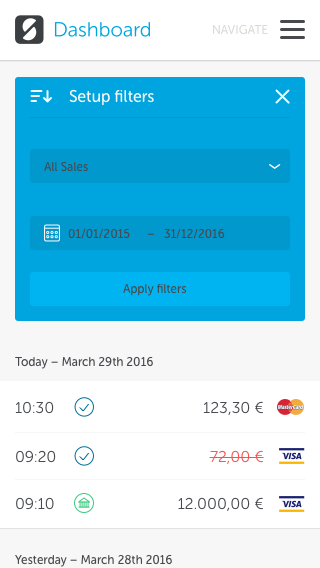 Dashboard NAVIGATE
Setup filters
All Sales
01/01/2015 – 31/12/2016
Apply filters
Today – March 29th 2016
10:30 123,30 € MasterCard
09:20 72,00 € VISA
09:10 12.000,00 € VISA
Yesterday – March 28th 2016